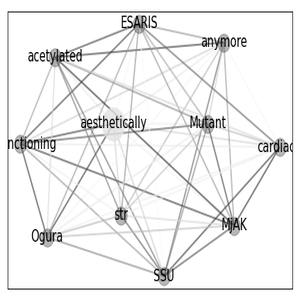 ESARIS
anymore
acetylated
aesthetically
Mutant
nctioning
cardiac
str
Ogura
MjAK
SSU